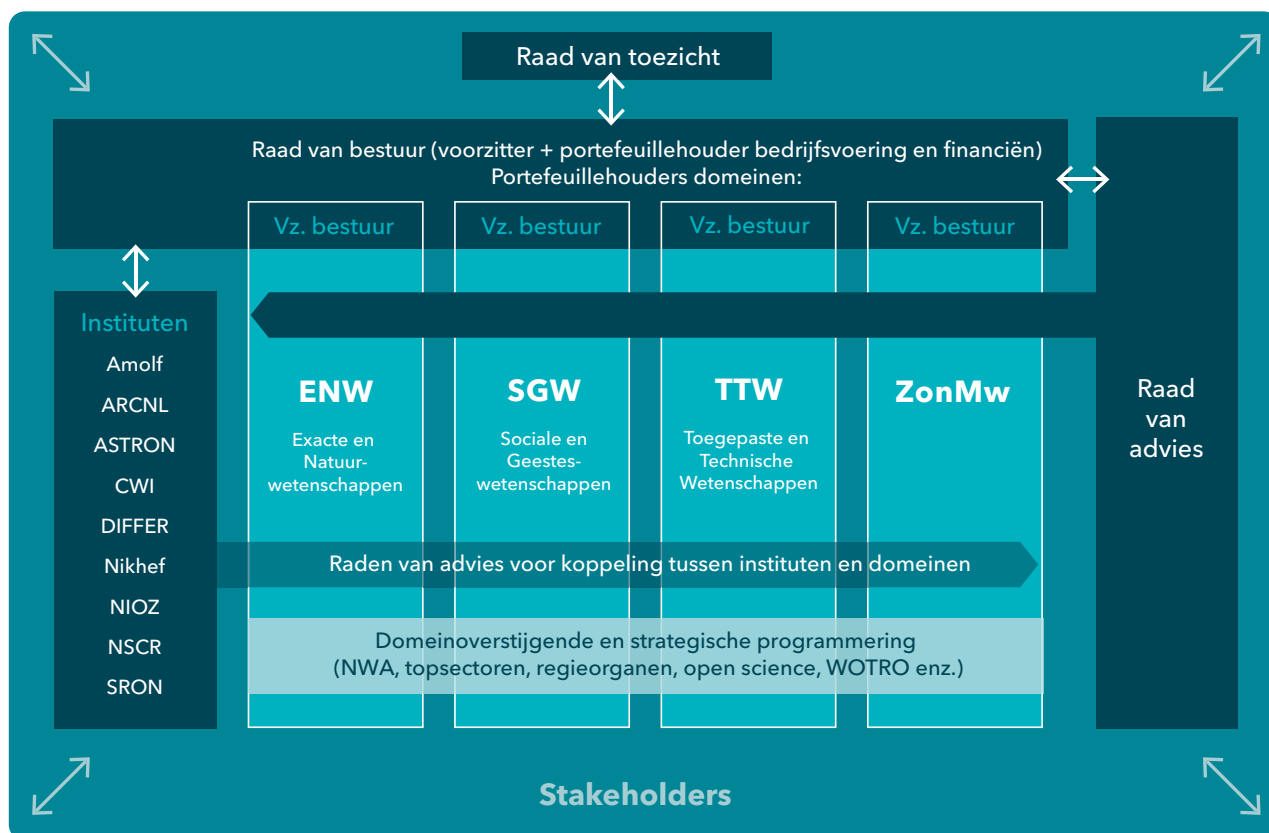 Raad van toezicht
Raad van bestuur (voorzitter + portefeuillehouder bedrijfsvoering en financiën)
Portefeuillehouders domeinen:
Vz. bestuur
Vz. bestuur
Vz. bestuur
Vz. bestuur
Instituten
Amolf
ARCNL
ASTRON
CWI
DIFFER
Nikhef
NIOZ
NSCR
SRON
ENW
Exacte en
Natuur-
wetenschappen
SGW
Sociale en
Geestes-
wetenschappen
TTW
Toegepaste en
Technische
Wetenschappen
ZonMw
Raad
van
advies
Raden van advies voor koppeling tussen instituten en domeinen
Domeinoverstijgende en strategische programmering
(NWA, topsectoren, regieorganen, open science, WOTRO enz.)
Stakeholders